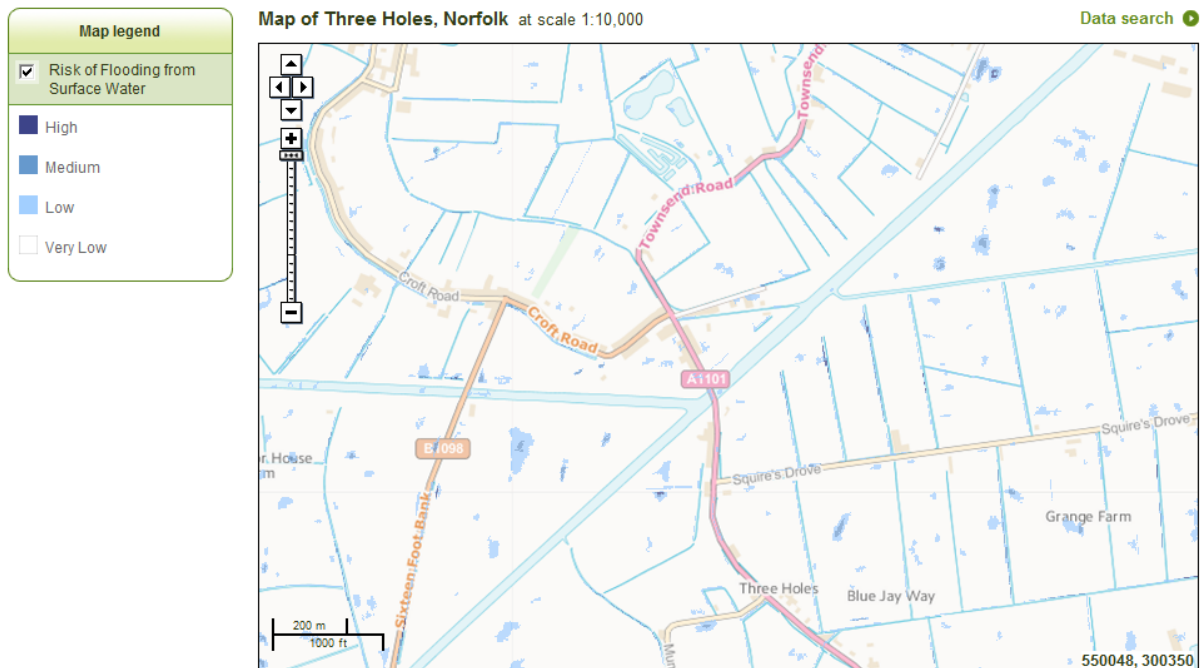 Map legend
Risk of Flooding from
Surface Water
High
Medium
Low
Very Low
Map of Three Holes, Norfolk at scale 1:10,000
Data search
Townsend
Townsend Road
Croft Road
Croft Road
A1101
B1098
Squire's Drove
Squire's Drove
House
Sixteen Foot Bank
Grange Farm
Three Holes
Blue Jay Way
200 m
1000 ft
550048, 300350